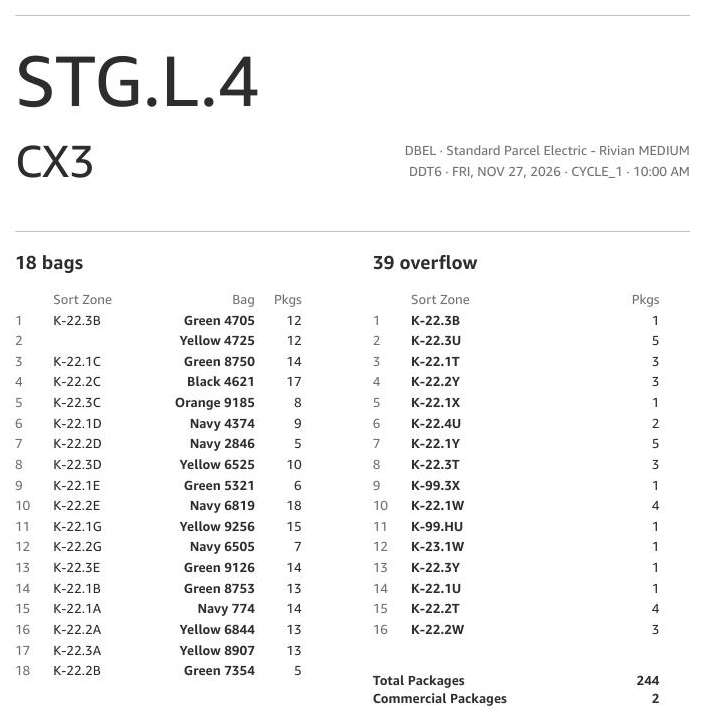 STG.L.4
CX3
DBEL · Standard Parcel Electric - Rivian MEDIUM
DDT6 · FRI, NOV 27, 2026 · CYCLE_1 · 10:00 AM
18 bags
Sort Zone Bag Pkgs
1 K-22.3B Green 4705 12
2 Yellow 4725 12
3 K-22.1C Green 8750 14
4 K-22.2C Black 4621 17
5 K-22.3C Orange 9185 8
6 K-22.1D Navy 4374 9
7 K-22.2D Navy 2846 5
8 K-22.3D Yellow 6525 10
9 K-22.1E Green 5321 6
10 K-22.2E Navy 6819 18
11 K-22.1G Yellow 9256 15
12 K-22.2G Navy 6505 7
13 K-22.3E Green 9126 14
14 K-22.1B Green 8753 13
15 K-22.1A Navy 774 14
16 K-22.2A Yellow 6844 13
17 K-22.3A Yellow 8907 13
18 K-22.2B Green 7354 5
39 overflow
Sort Zone Pkgs
1 K-22.3B 1
2 K-22.3U 5
3 K-22.1T 3
4 K-22.2Y 3
5 K-22.1X 1
6 K-22.4U 2
7 K-22.1Y 5
8 K-22.3T 3
9 K-99.3X 1
10 K-22.1W 4
11 K-99.HU 1
12 K-23.1W 1
13 K-22.3Y 1
14 K-22.1U 1
15 K-22.2T 4
16 K-22.2W 3
Total Packages 244
Commercial Packages 2